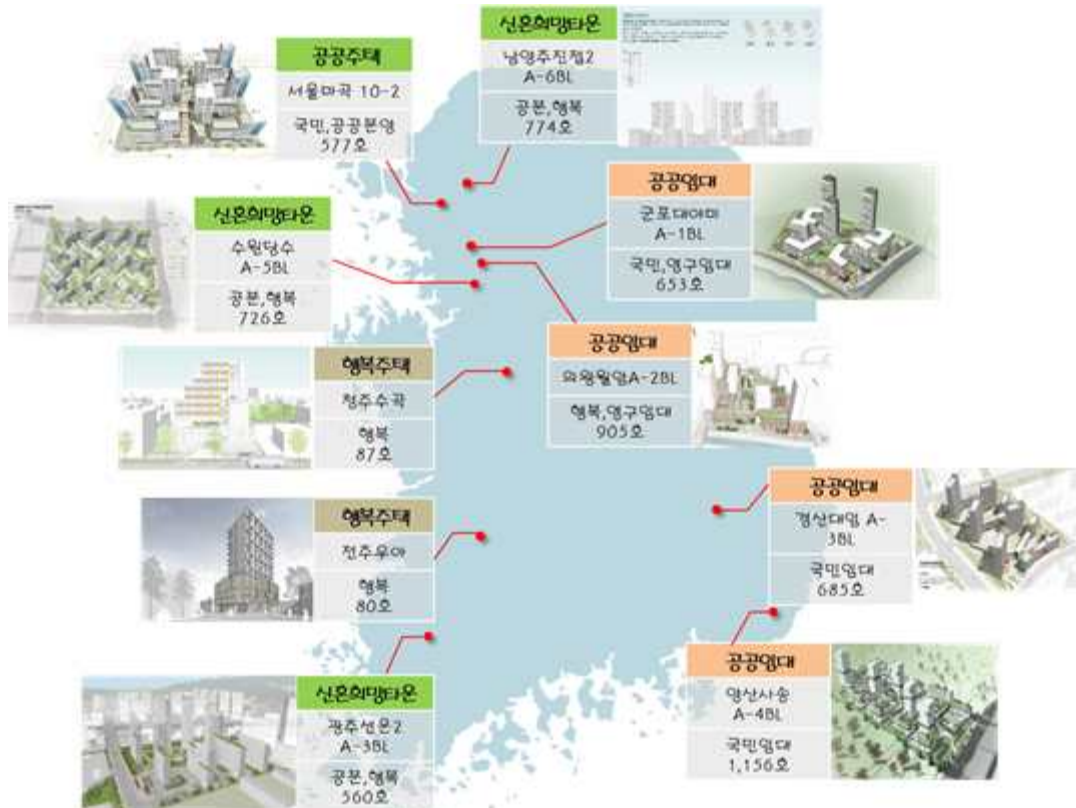 공공주택
서울마곡 10-2
국민,공공분양
577호
신혼희망타운
남양주진접2
A-6BL
공분,행복
774호
신혼희망타운
수원당수
A-5BL
공분,행복
726호
공공임대
군포대야미
A-1BL
국민,영구임대
653호
행복주택
청주수곡
행복
87호
공공임대
의왕월암A-2BL
행복,영구임대
905호
행복주택
전주우아
행복
80호
공공임대
경산대임 A-
3BL
국민임대
685호
신혼희망타운
광주선운2
A-3BL
공분,행복
560호
공공임대
양산사송
A-4BL
국민임대
1,156호